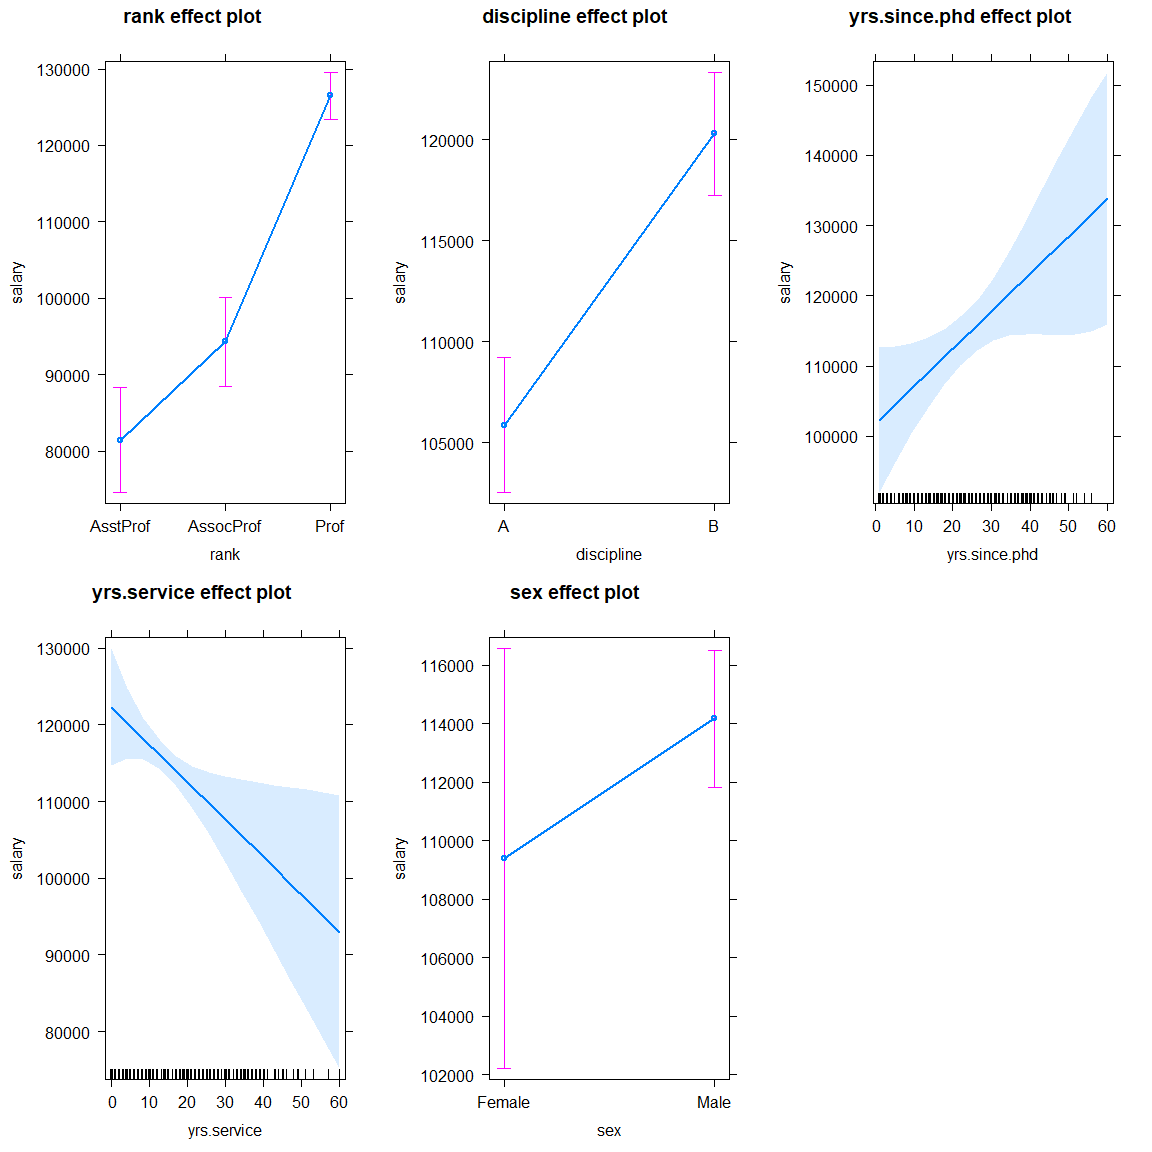 rank effect plot
salary
130000
120000
110000
100000
90000
80000
AsstProf AssocProf Prof
rank
discipline effect plot
salary
120000
115000
110000
105000
A B
discipline
yrs.since.phd effect plot
salary
150000
140000
130000
120000
110000
100000
0 10 20 30 40 50 60
yrs.since.phd
yrs.service effect plot
salary
130000
120000
110000
100000
90000
80000
0 10 20 30 40 50 60
yrs.service
sex effect plot
salary
116000
114000
112000
110000
108000
106000
104000
102000
Female Male
sex